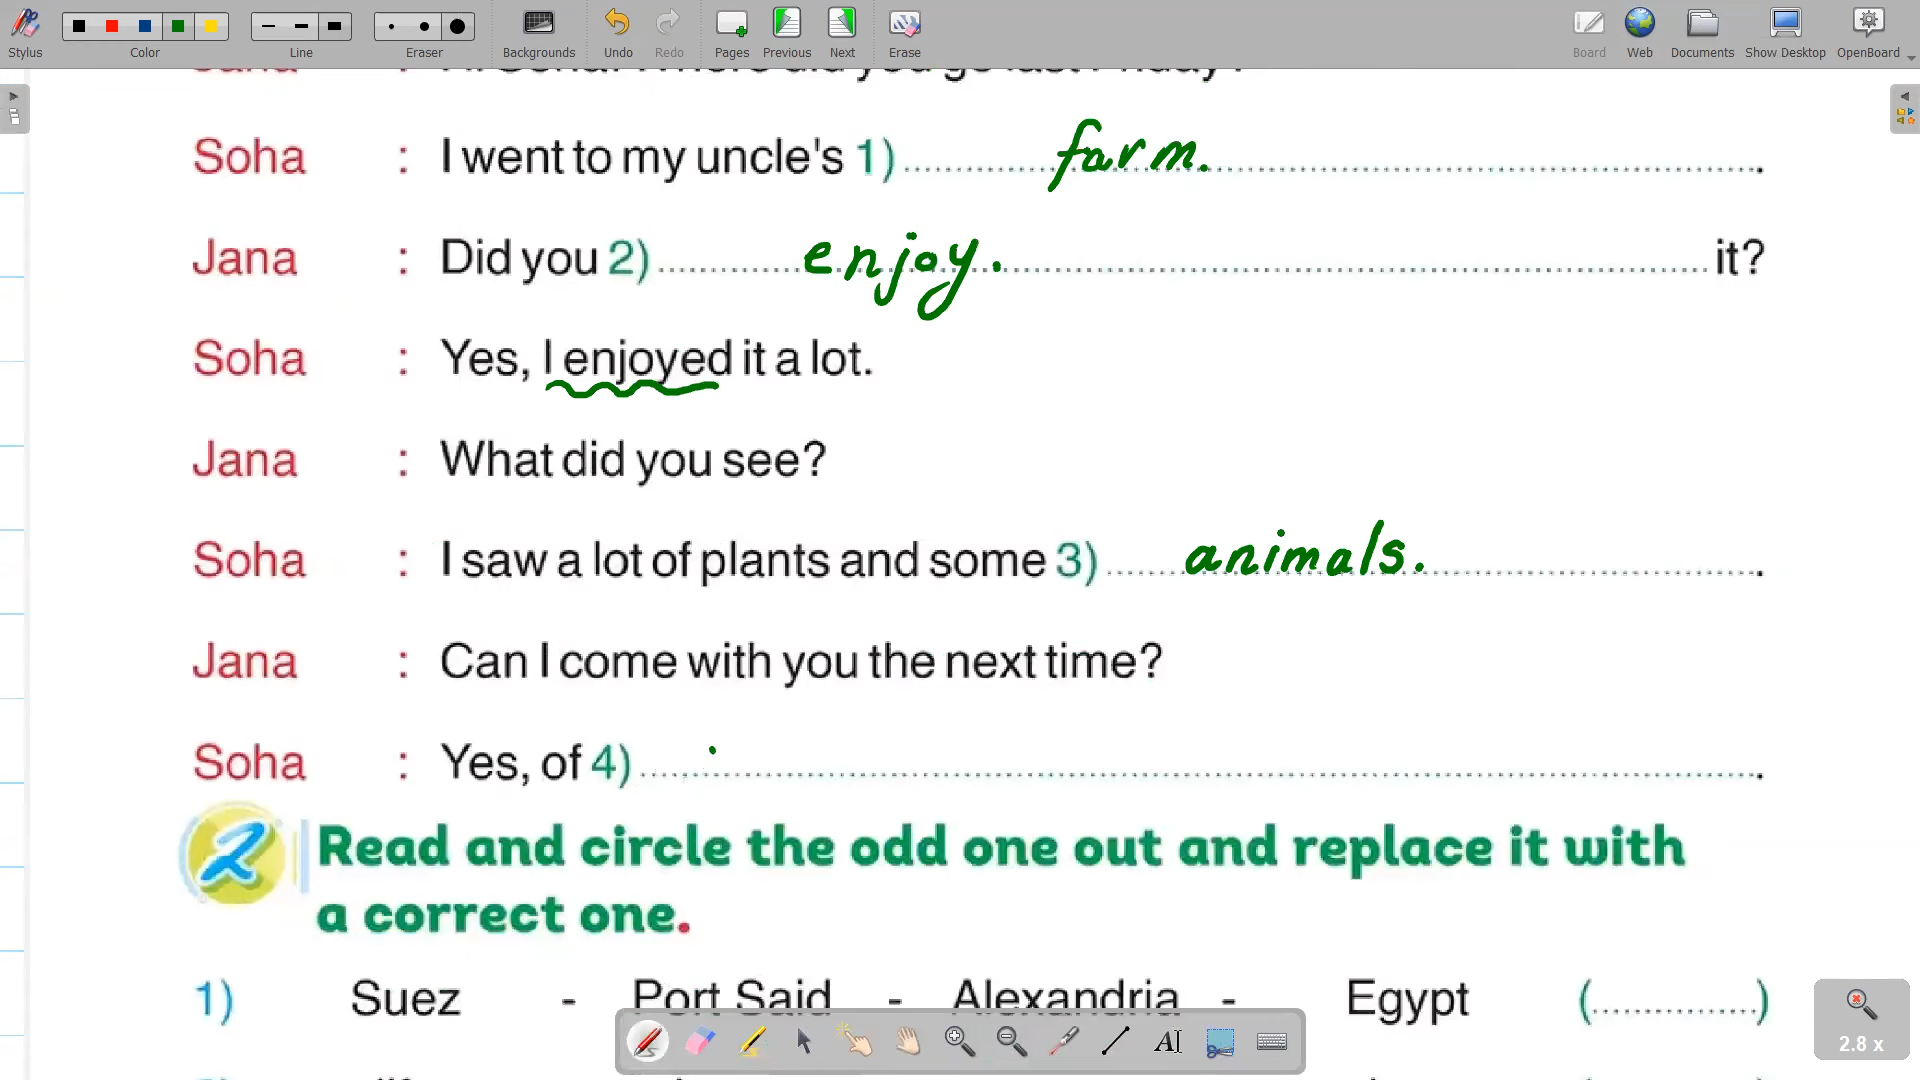 Stylus Color Line Eraser Backgrounds Undo Redo Pages Previous Next Erase Board Web Documents Show Desktop OpenBoard
Soha : I went to my uncle's 1) farm. .
Jana : Did you 2) enjoy. it?
Soha : Yes, I enjoyed it a lot.
Jana : What did you see?
Soha : I saw a lot of plants and some 3) animals. .
Jana : Can I come with you the next time?
Soha : Yes, of 4) .
2 Read and circle the odd one out and replace it with
a correct one.
1) Suez - Port Said - Alexandria - Egypt (..............)
2.8 x